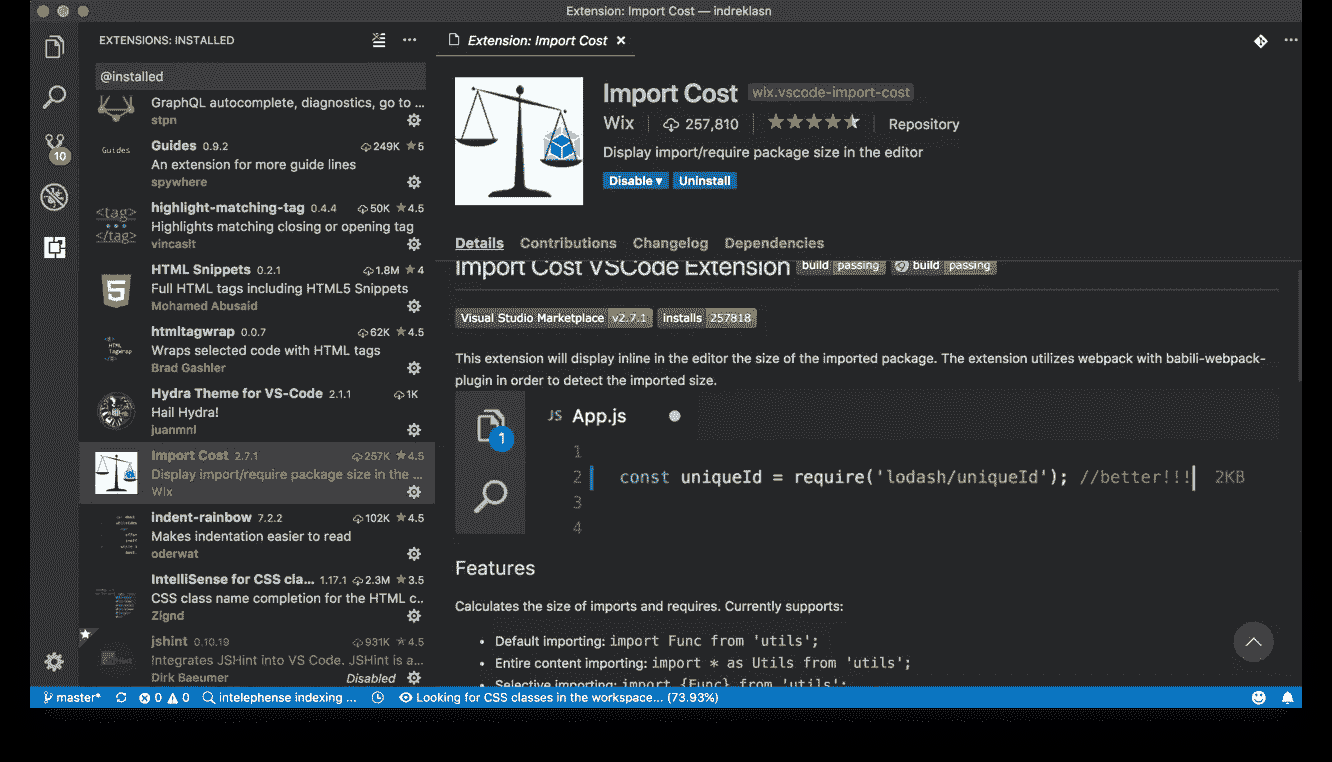 Extension: Import Cost — indreklasn
EXTENSIONS: INSTALLED
@installed
GraphQL autocomplete, diagnostics, go to ...
stpn
Guides
Guides 0.9.2 249K 5
An extension for more guide lines
spywhere
<tag>
</tag>
highlight-matching-tag 0.4.4 50K 4.5
Highlights matching closing or opening tag
vincaslt
HTML Snippets 0.2.1 1.8M 4
Full HTML tags including HTML5 Snippets
Mohamed Abusaid
htmltagwrap 0.0.7 62K 4.5
Wraps selected code with HTML tags
Brad Gashler
Hydra Theme for VS-Code 2.1.1 1K
Hail Hydra!
juanmnl
Import Cost 2.7.1 257K 4.5
Display import/require package size in the ...
Wix
indent-rainbow 7.2.2 102K 4.5
Makes indentation easier to read
oderwat
IntelliSense for CSS cla... 1.17.1 2.3M 3.5
CSS class name completion for the HTML c...
Zignd
jshint 0.10.19 931K 4.5
Integrates JSHint into VS Code. JSHint is a...
Dirk Baeumer Disabled
10
Extension: Import Cost ×
Import Cost wix.vscode-import-cost
Wix 257,810 Repository
Display import/require package size in the editor
Disable Uninstall
Details Contributions Changelog Dependencies
Import Cost VSCode Extension build passing build passing
Visual Studio Marketplace v2.7.1 installs 257818
This extension will display inline in the editor the size of the imported package. The extension utilizes webpack with babili-webpack-
plugin in order to detect the imported size.
1
JS App.js
1
2 const uniqueId = require('lodash/uniqueId'); //better!!! 2KB
3
4
Features
Calculates the size of imports and requires. Currently supports:
• Default importing: import Func from 'utils';
• Entire content importing: import * as Utils from 'utils';
• Selective importing: import {Func} from 'utils';
master* 0 0 intelephense indexing ... Looking for CSS classes in the workspace... (73.93%)